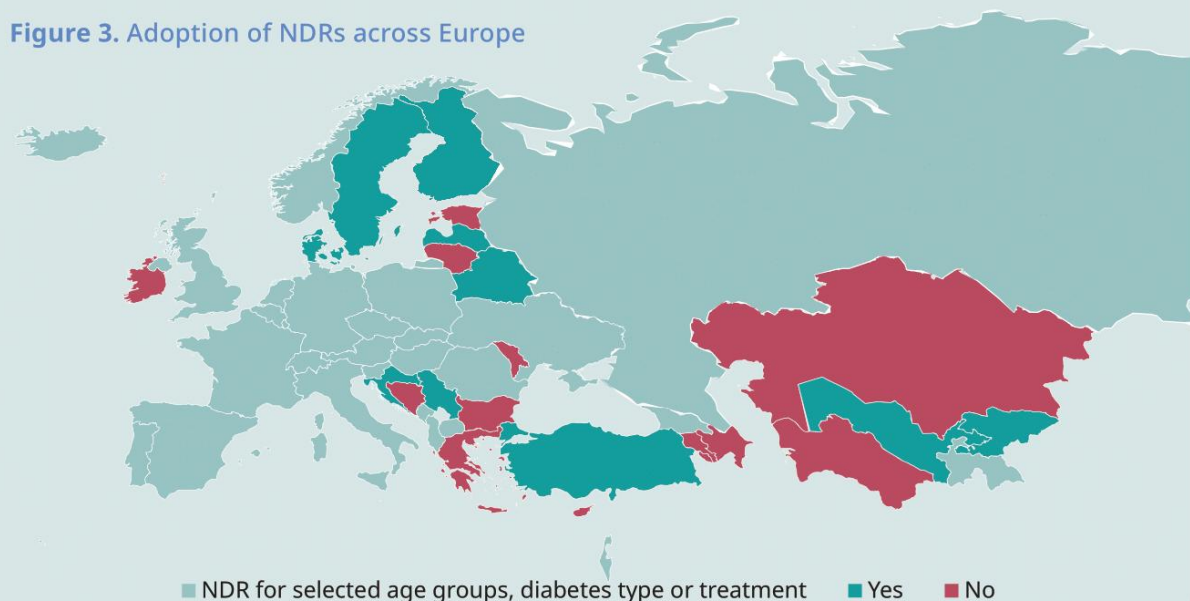 Figure 3. Adoption of NDRs across Europe
NDR for selected age groups, diabetes type or treatment Yes No